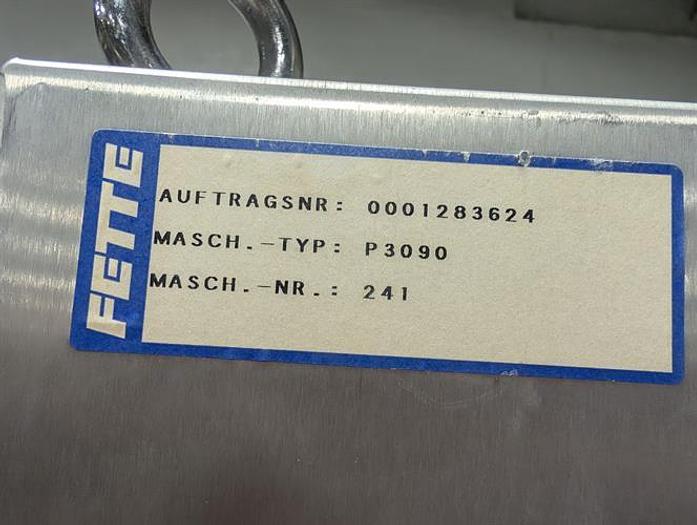 FETTE
AUFTRAGSNR: 0001283624
MASCH.-TYP: P3090
MASCH.-NR.: 241